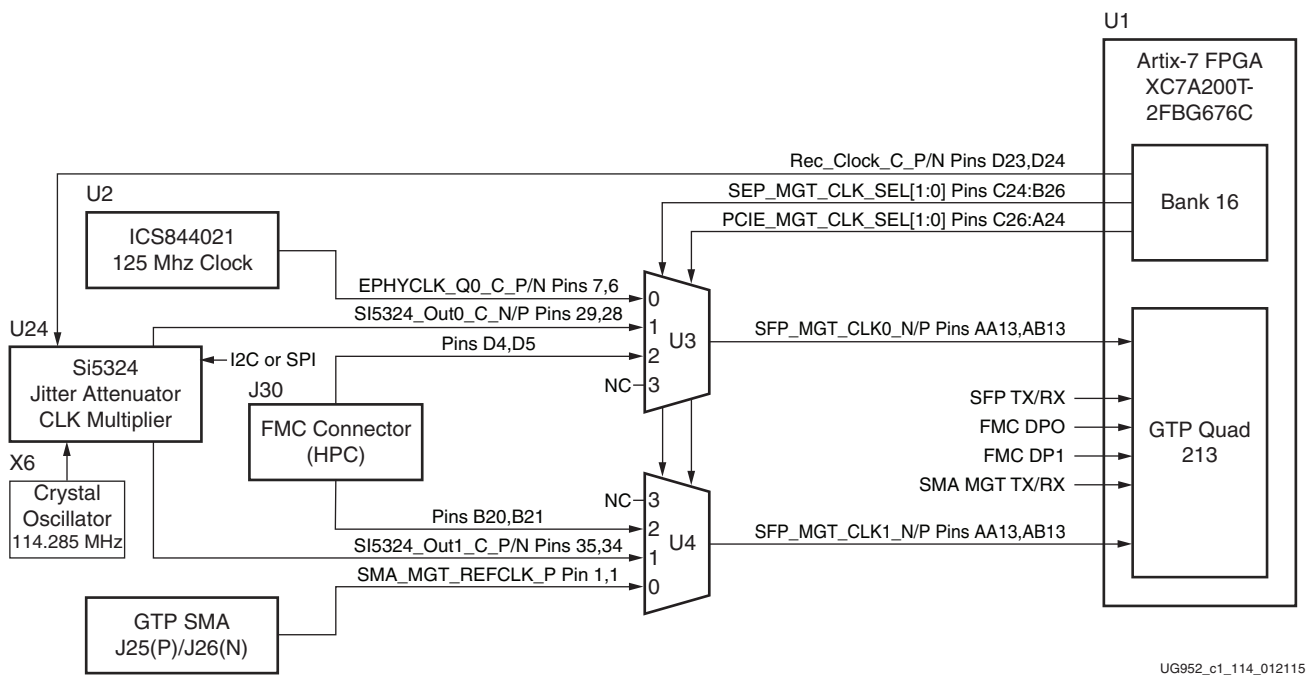 U1
Artix-7 FPGA
XC7A200T-
2FBG676C
Rec_Clock_C_P/N Pins D23,D24
SEP_MGT_CLK_SEL[1:0] Pins C24:B26
PCIE_MGT_CLK_SEL[1:0] Pins C26:A24
Bank 16
U2
ICS844021
125 Mhz Clock
EPHYCLK_Q0_C_P/N Pins 7,6
SI5324_Out0_C_N/P Pins 29,28
Pins D4,D5
NC
0
1
2
3
U3
SFP_MGT_CLK0_N/P Pins AA13,AB13
U24
Si5324
Jitter Attenuator
CLK Multiplier
I2C or SPI
J30
FMC Connector
(HPC)
X6
Crystal
Oscillator
114.285 MHz
SFP TX/RX
FMC DPO
FMC DP1
SMA MGT TX/RX
GTP Quad
213
NC
Pins B20,B21
SI5324_Out1_C_P/N Pins 35,34
SMA_MGT_REFCLK_P Pin 1,1
3
2
1
0
U4
SFP_MGT_CLK1_N/P Pins AA13,AB13
GTP SMA
J25(P)/J26(N)
UG952_c1_114_012115